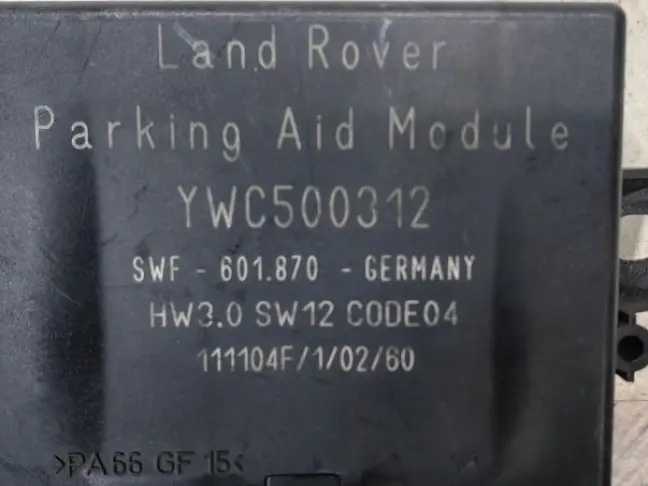 Land Rover
Parking Aid Module
YWC500312
SWF - 601.870 - GERMANY
HW3.0 SW12 CODE04
111104F/1/02/60
>PA66 GF 15<